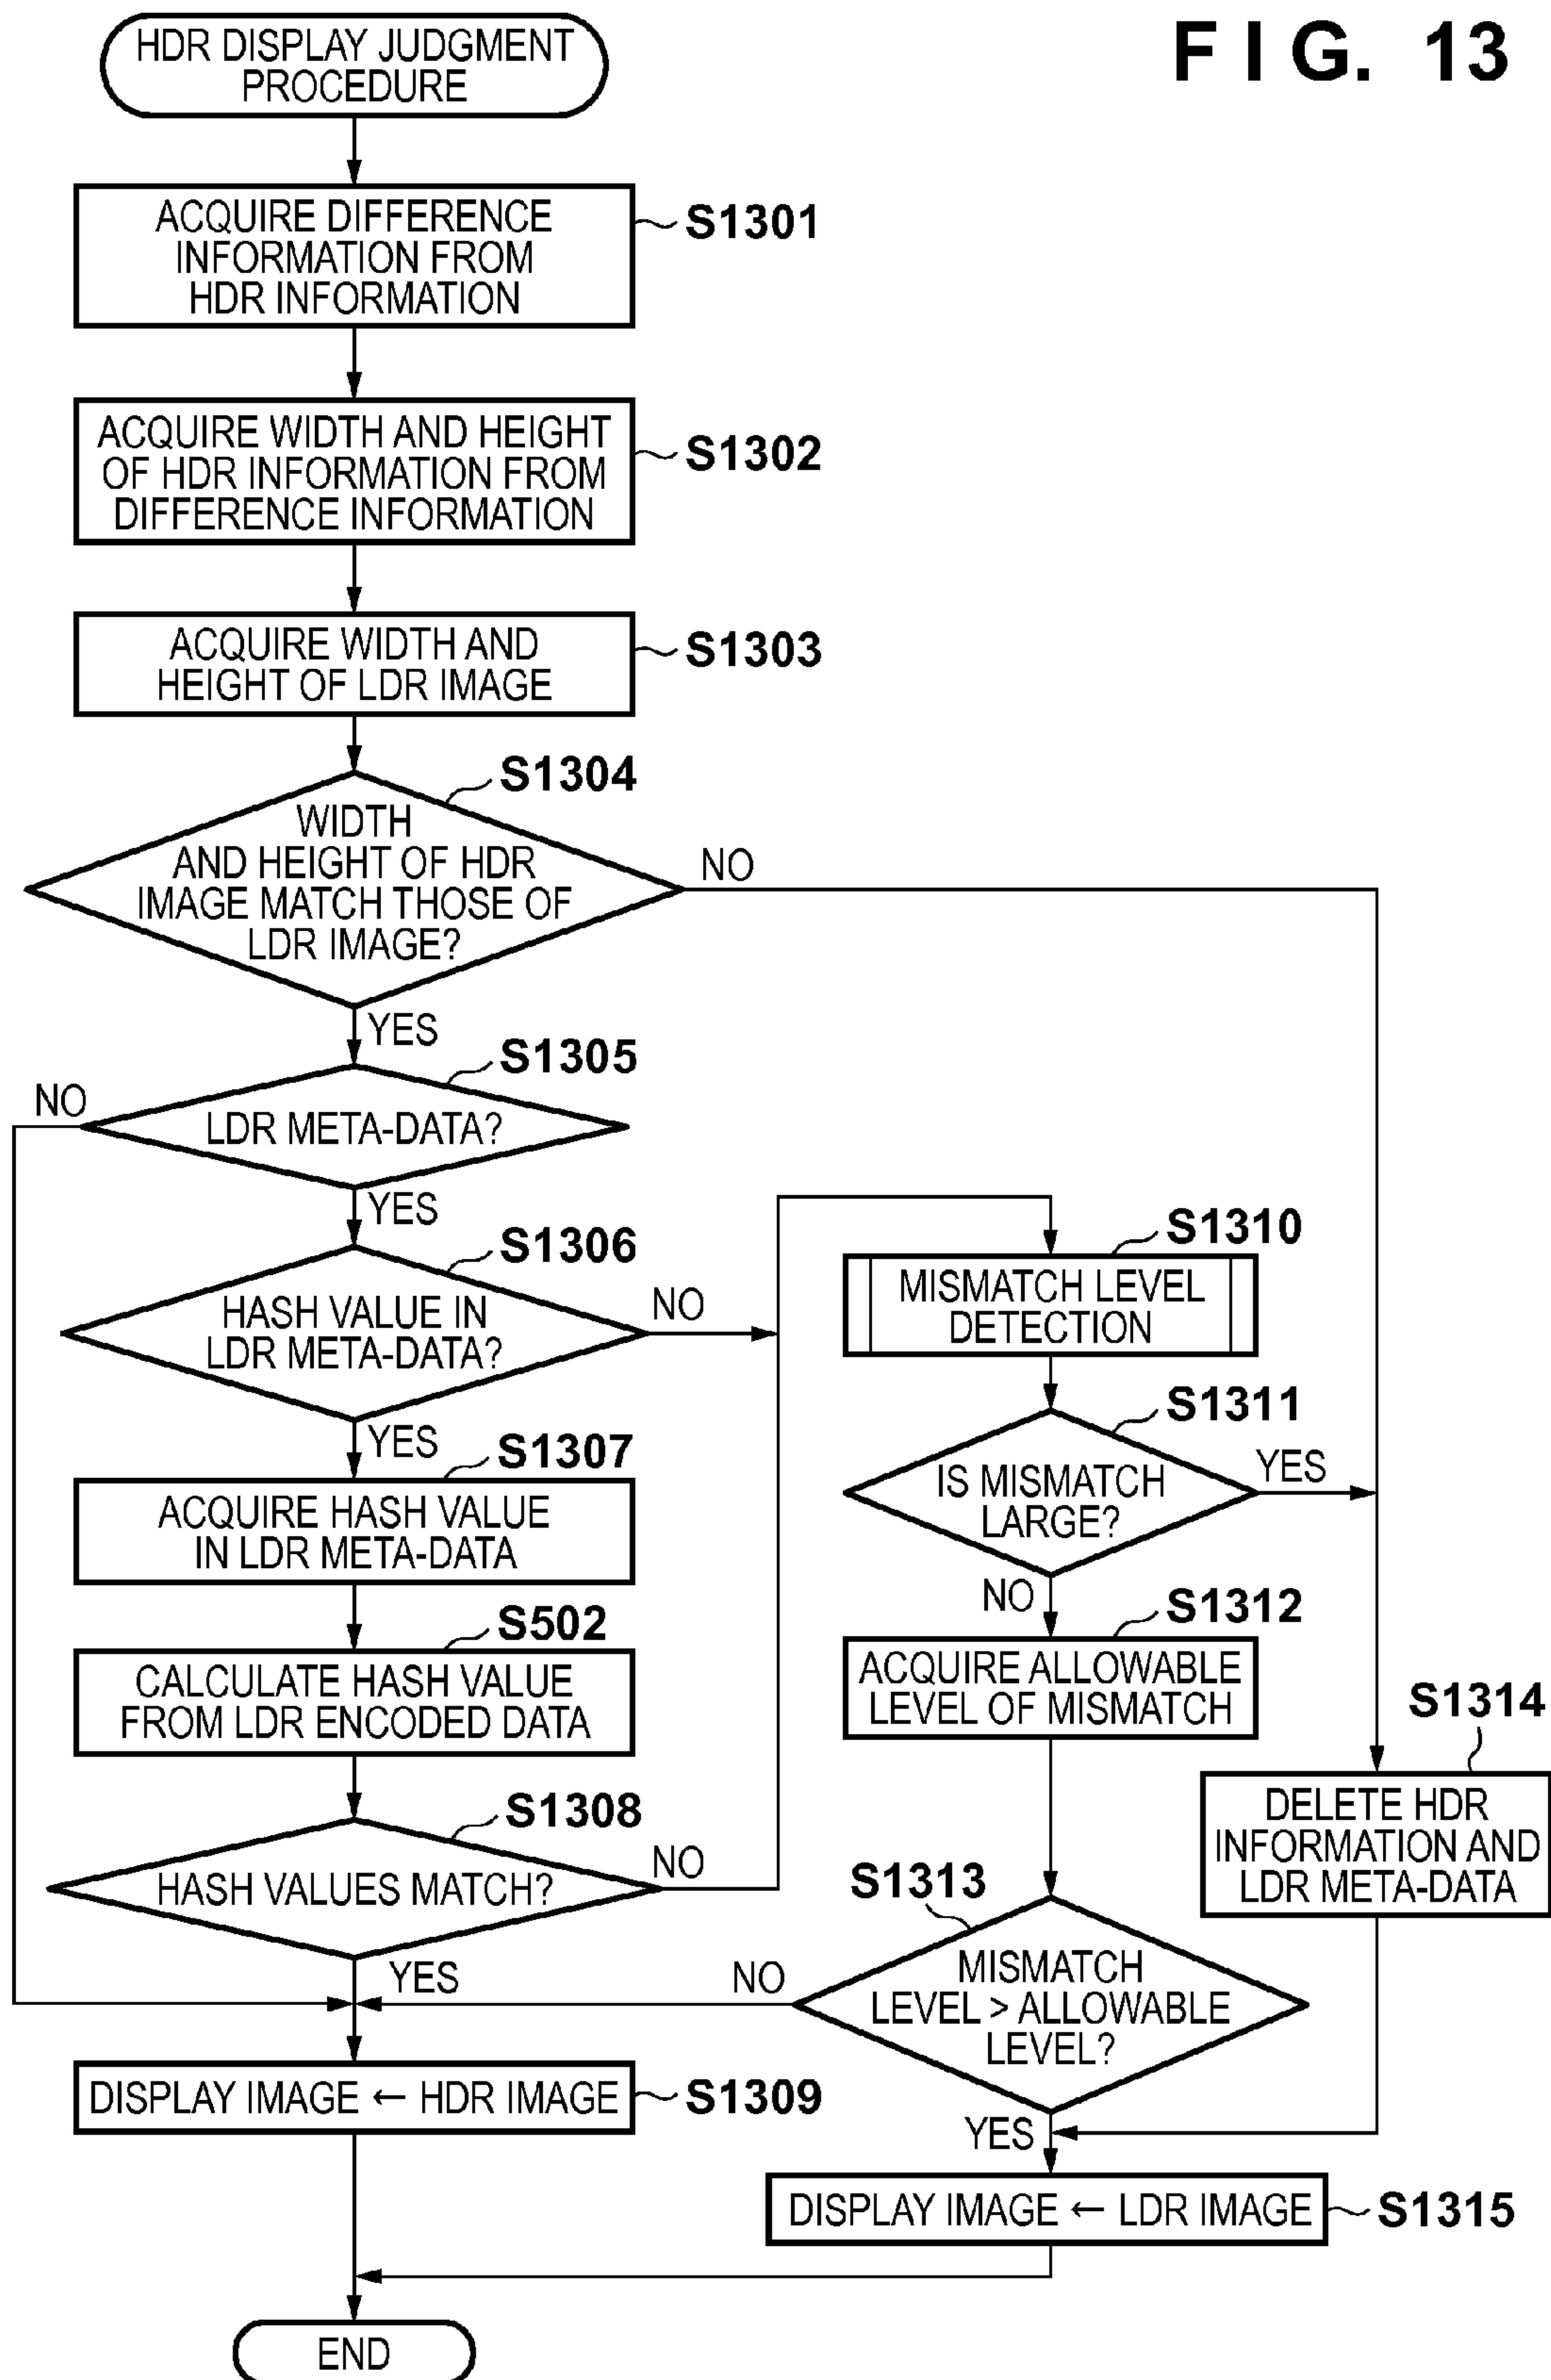 FIG. 13
HDR DISPLAY JUDGMENT
PROCEDURE
ACQUIRE DIFFERENCE
INFORMATION FROM
HDR INFORMATION
S1301
ACQUIRE WIDTH AND HEIGHT
OF HDR INFORMATION FROM
DIFFERENCE INFORMATION
S1302
ACQUIRE WIDTH AND
HEIGHT OF LDR IMAGE
S1303
S1304
WIDTH
AND HEIGHT OF HDR
IMAGE MATCH THOSE OF
LDR IMAGE?
NO
YES
S1305
NO
LDR META-DATA?
YES
S1306
HASH VALUE IN
LDR META-DATA?
NO
YES
S1307
ACQUIRE HASH VALUE
IN LDR META-DATA
S502
CALCULATE HASH VALUE
FROM LDR ENCODED DATA
S1308
HASH VALUES MATCH?
NO
YES
DISPLAY IMAGE ← HDR IMAGE
S1309
S1310
MISMATCH LEVEL
DETECTION
S1311
IS MISMATCH
LARGE?
YES
NO
S1312
ACQUIRE ALLOWABLE
LEVEL OF MISMATCH
S1313
MISMATCH
LEVEL > ALLOWABLE
LEVEL?
NO
YES
S1314
DELETE HDR
INFORMATION AND
LDR META-DATA
DISPLAY IMAGE ← LDR IMAGE
S1315
END